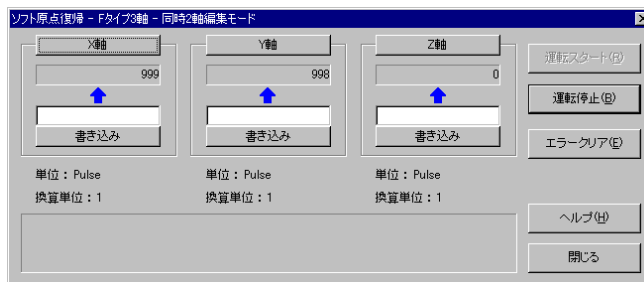 ソフト原点復帰 - Fタイプ3軸 - 同時2軸編集モード
X軸
Y軸
Z軸
運転スタート(R)
999
998
0
運転停止(B)
書き込み
書き込み
書き込み
エラークリア(E)
単位 : Pulse
単位 : Pulse
単位 : Pulse
換算単位 : 1
換算単位 : 1
換算単位 : 1
ヘルプ(H)
閉じる